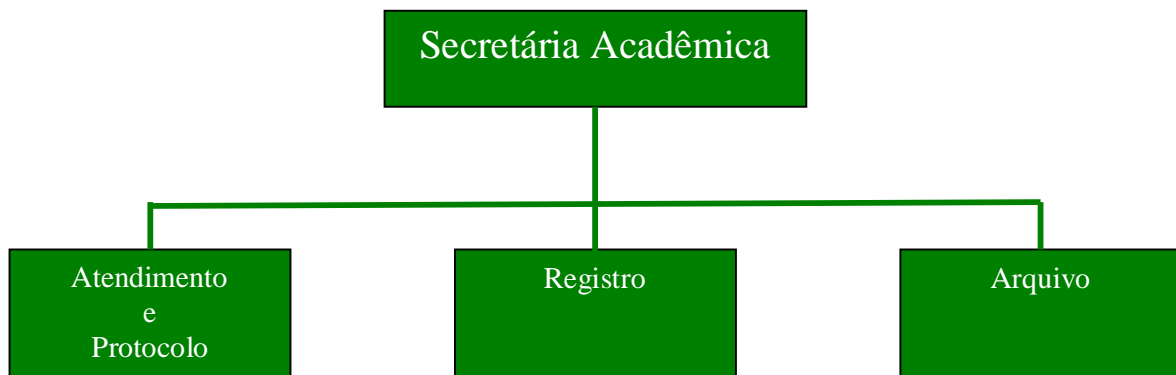 Secretária Acadêmica
Atendimento
e
Protocolo
Registro
Arquivo